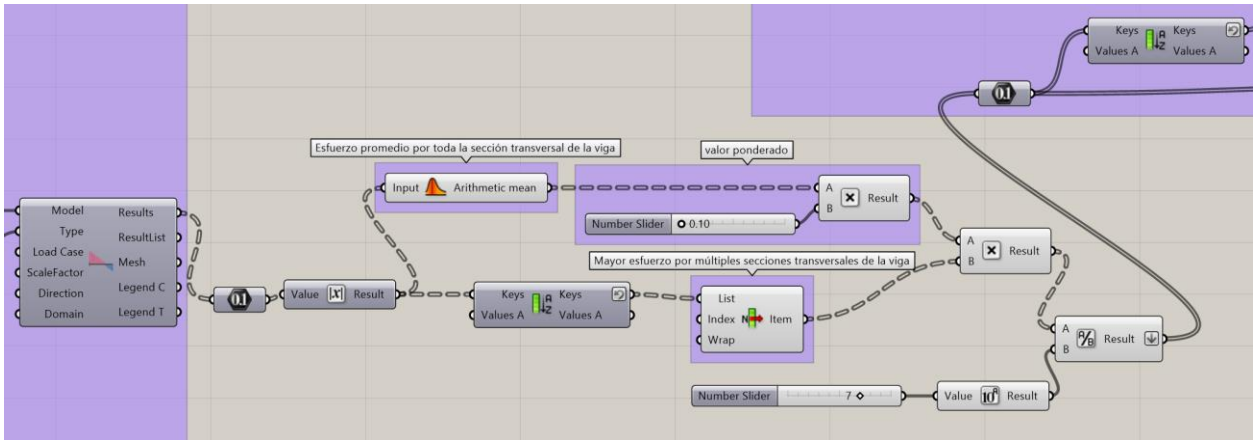 Keys Keys
Values A Values A
0.1
Esfuerzo promedio por toda la sección transversal de la viga
Input Arithmetic mean
valor ponderado
A
B
Result
Number Slider 0.10
Model Results
Type ResultList
Load Case Mesh
ScaleFactor
Direction Legend C
Domain Legend T
0.1
Value |x| Result
Keys Keys
Values A Values A
Mayor esfuerzo por múltiples secciones transversales de la viga
List
Index N Item
Wrap
A
B
Result
A
B
A/B Result
Number Slider 7
Value 10 Result